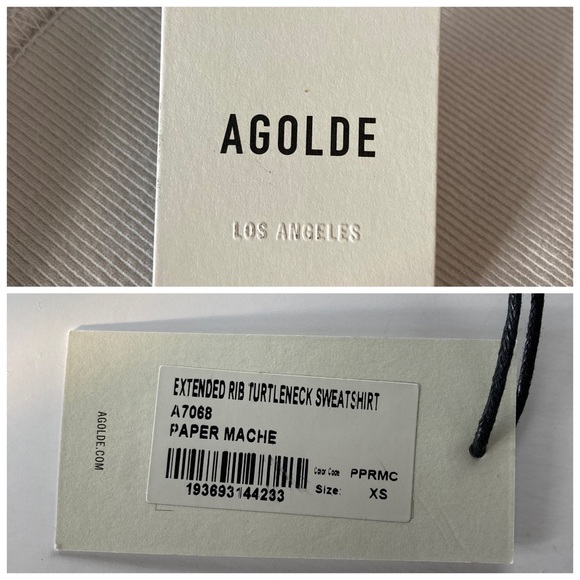 AGOLDE
LOS ANGELES
AGOLDE.COM
EXTENDED RIB TURTLENECK SWEATSHIRT
A7068
PAPER MACHE
Color Code: PPRMC
193693144233 Size: XS